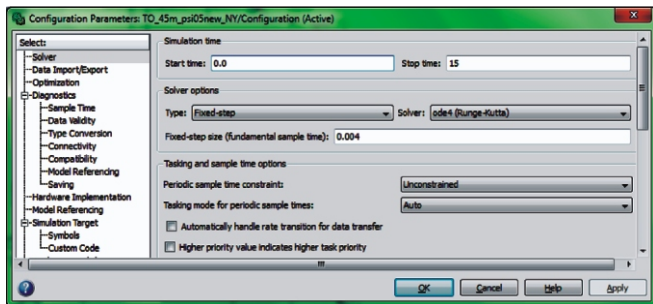 Configuration Parameters: TO_45m_psi05new_NY/Configuration (Active)
Select:
Solver
Data Import/Export
Optimization
Diagnostics
Sample Time
Data Validity
Type Conversion
Connectivity
Compatibility
Model Referencing
Saving
Hardware Implementation
Model Referencing
Simulation Target
Symbols
Custom Code
Simulation time
Start time: 0.0 Stop time: 15
Solver options
Type: Fixed-step Solver: ode4 (Runge-Kutta)
Fixed-step size (fundamental sample time): 0.004
Tasking and sample time options
Periodic sample time constraint: Unconstrained
Tasking mode for periodic sample times: Auto
Automatically handle rate transition for data transfer
Higher priority value indicates higher task priority
OK Cancel Help Apply